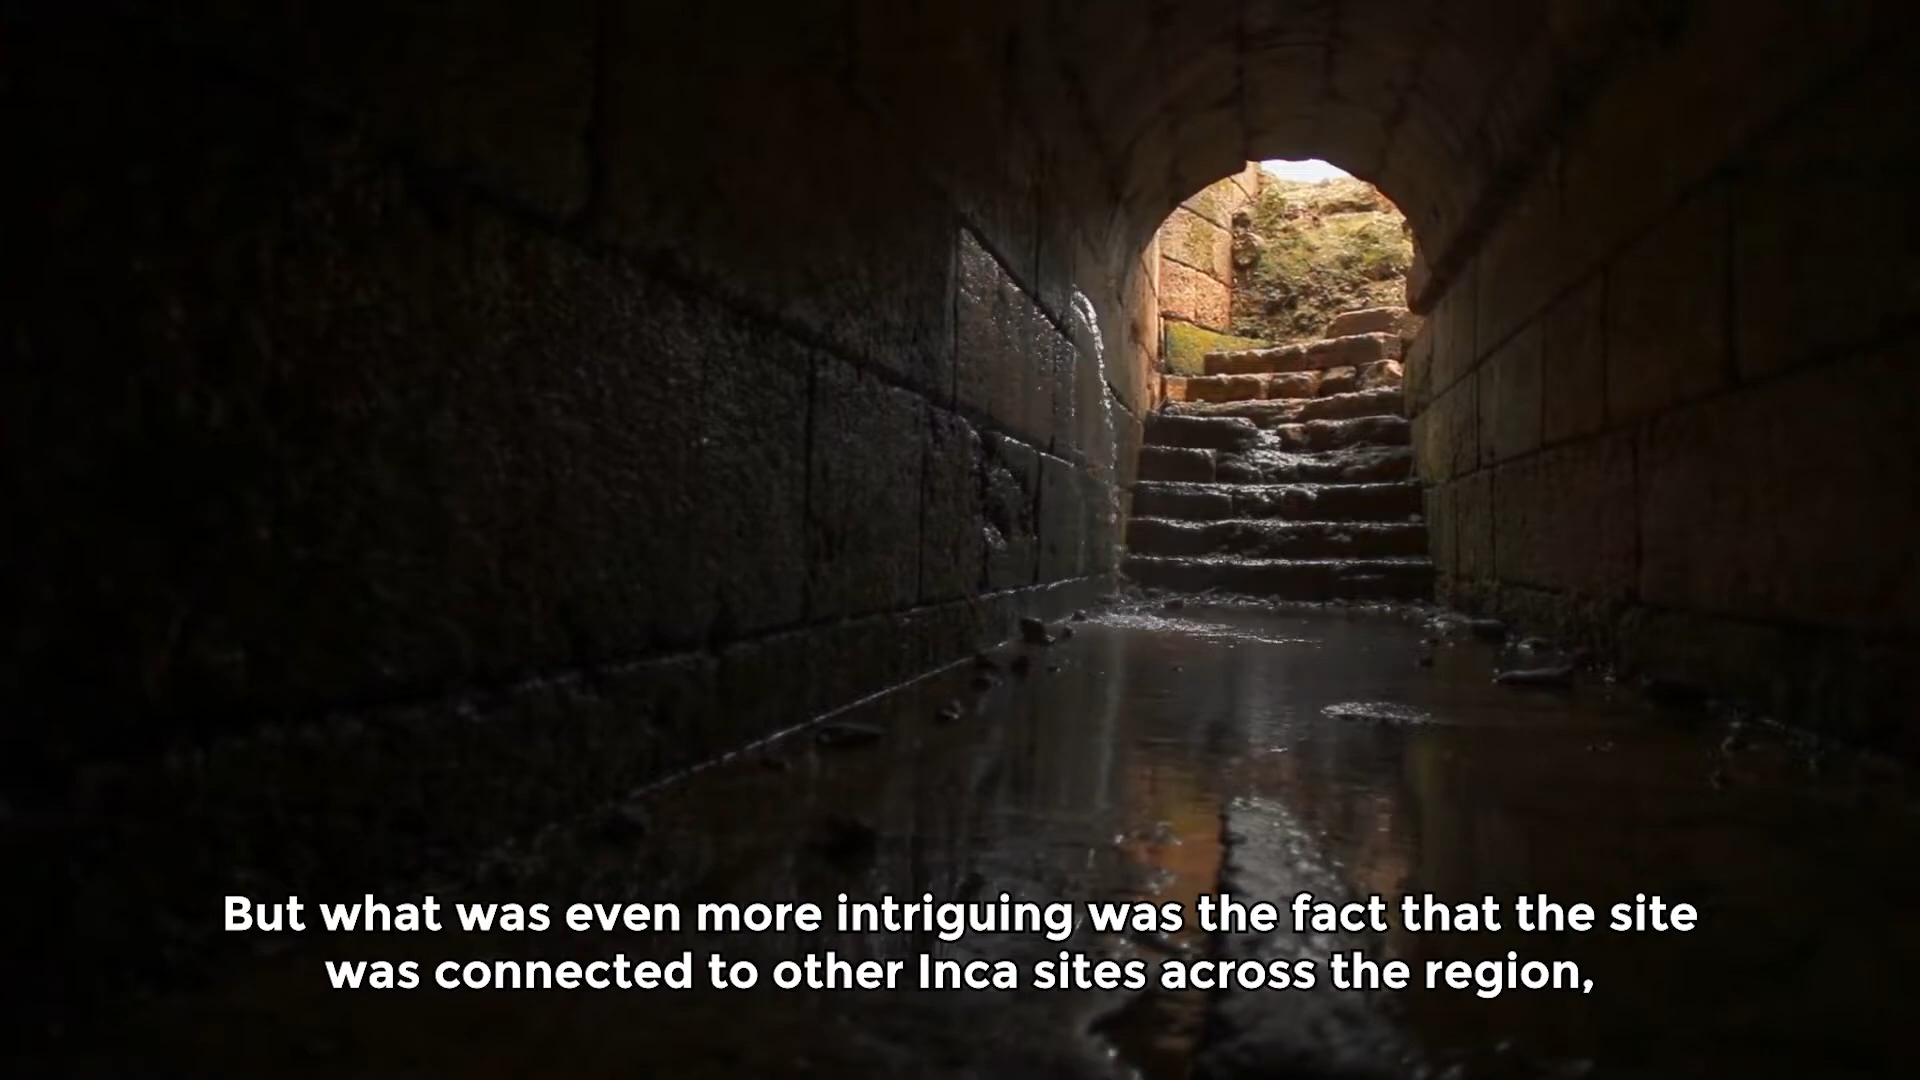 But what was even more intriguing was the fact that the site
was connected to other Inca sites across the region,